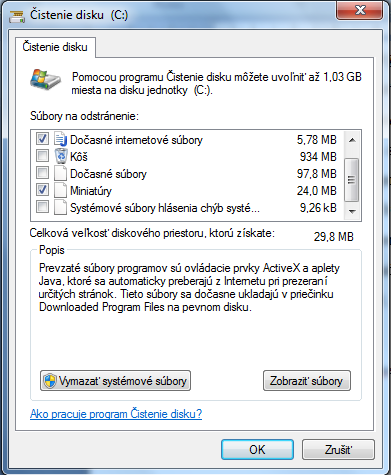 Čistenie disku (C:)
Čistenie disku
Pomocou programu Čistenie disku môžete uvoľniť až 1,03 GB
miesta na disku jednotky (C:).
Súbory na odstránenie:
Dočasné internetové súbory 5,78 MB
Kôš 934 MB
Dočasné súbory 97,8 MB
Miniatúry 24,0 MB
Systémové súbory hlásenia chýb systé... 9,26 kB
Celková veľkosť diskového priestoru, ktorú získate: 29,8 MB
Popis
Prevzaté súbory programov sú ovládacie prvky ActiveX a aplety
Java, ktoré sa automaticky preberajú z Internetu pri prezeraní
určitých stránok. Tieto súbory sa dočasne ukladajú v priečinku
Downloaded Program Files na pevnom disku.
Vymazať systémové súbory Zobraziť súbory
Ako pracuje program Čistenie disku?
OK Zrušiť